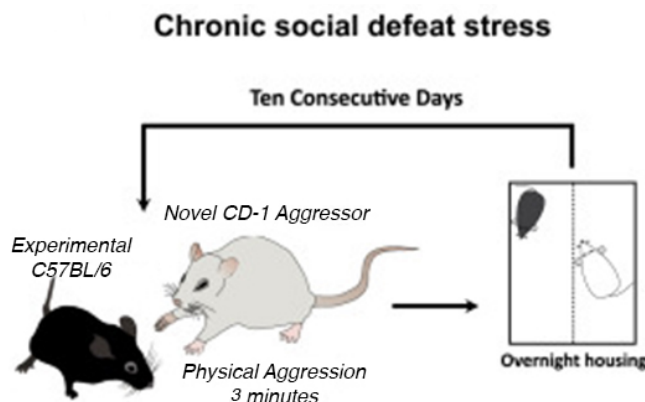 Chronic social defeat stress
Ten Consecutive Days
Novel CD-1 Aggressor
Experimental
C57BL/6
Physical Aggression
3 minutes
Overnight housing